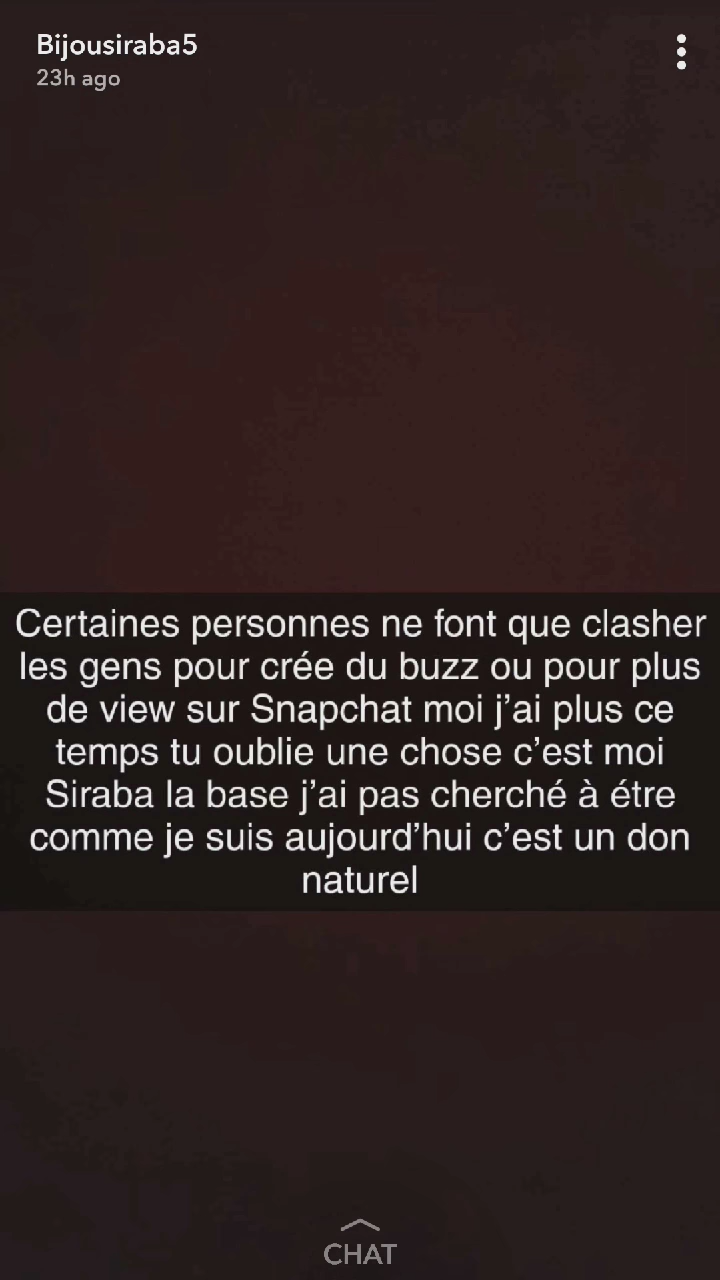 Bijousiraba5
23h ago
Certaines personnes ne font que clasher
les gens pour crée du buzz ou pour plus
de view sur Snapchat moi j’ai plus ce
temps tu oublie une chose c’est moi
Siraba la base j’ai pas cherché à étre
comme je suis aujourd’hui c’est un don
naturel
CHAT